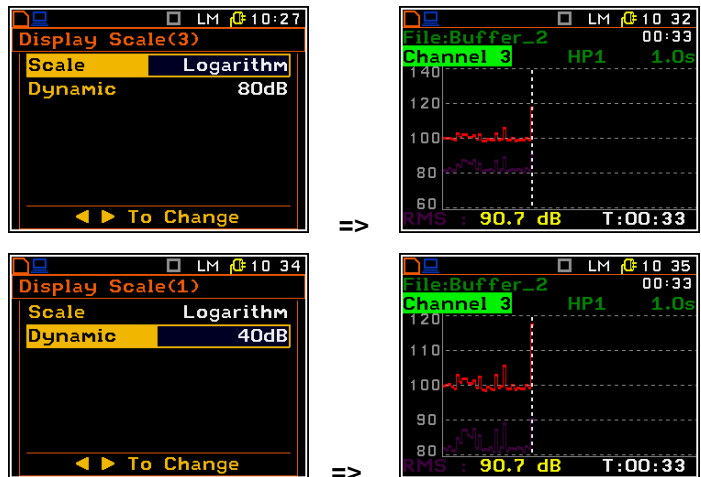 LM 10:27
Display Scale(3)
Scale Logarithm
Dynamic 80dB
◄ ► To Change
=>
LM 10 32
File:Buffer_2 00:33
Channel 3 HP1 1.0s
140
120
100
80
60
RMS : 90.7 dB T:00:33
LM 10 34
Display Scale(1)
Scale Logarithm
Dynamic 40dB
◄ ► To Change
=>
LM 10 35
File:Buffer_2 00:33
Channel 3 HP1 1.0s
120
110
100
90
80
RMS : 90.7 dB T:00:33